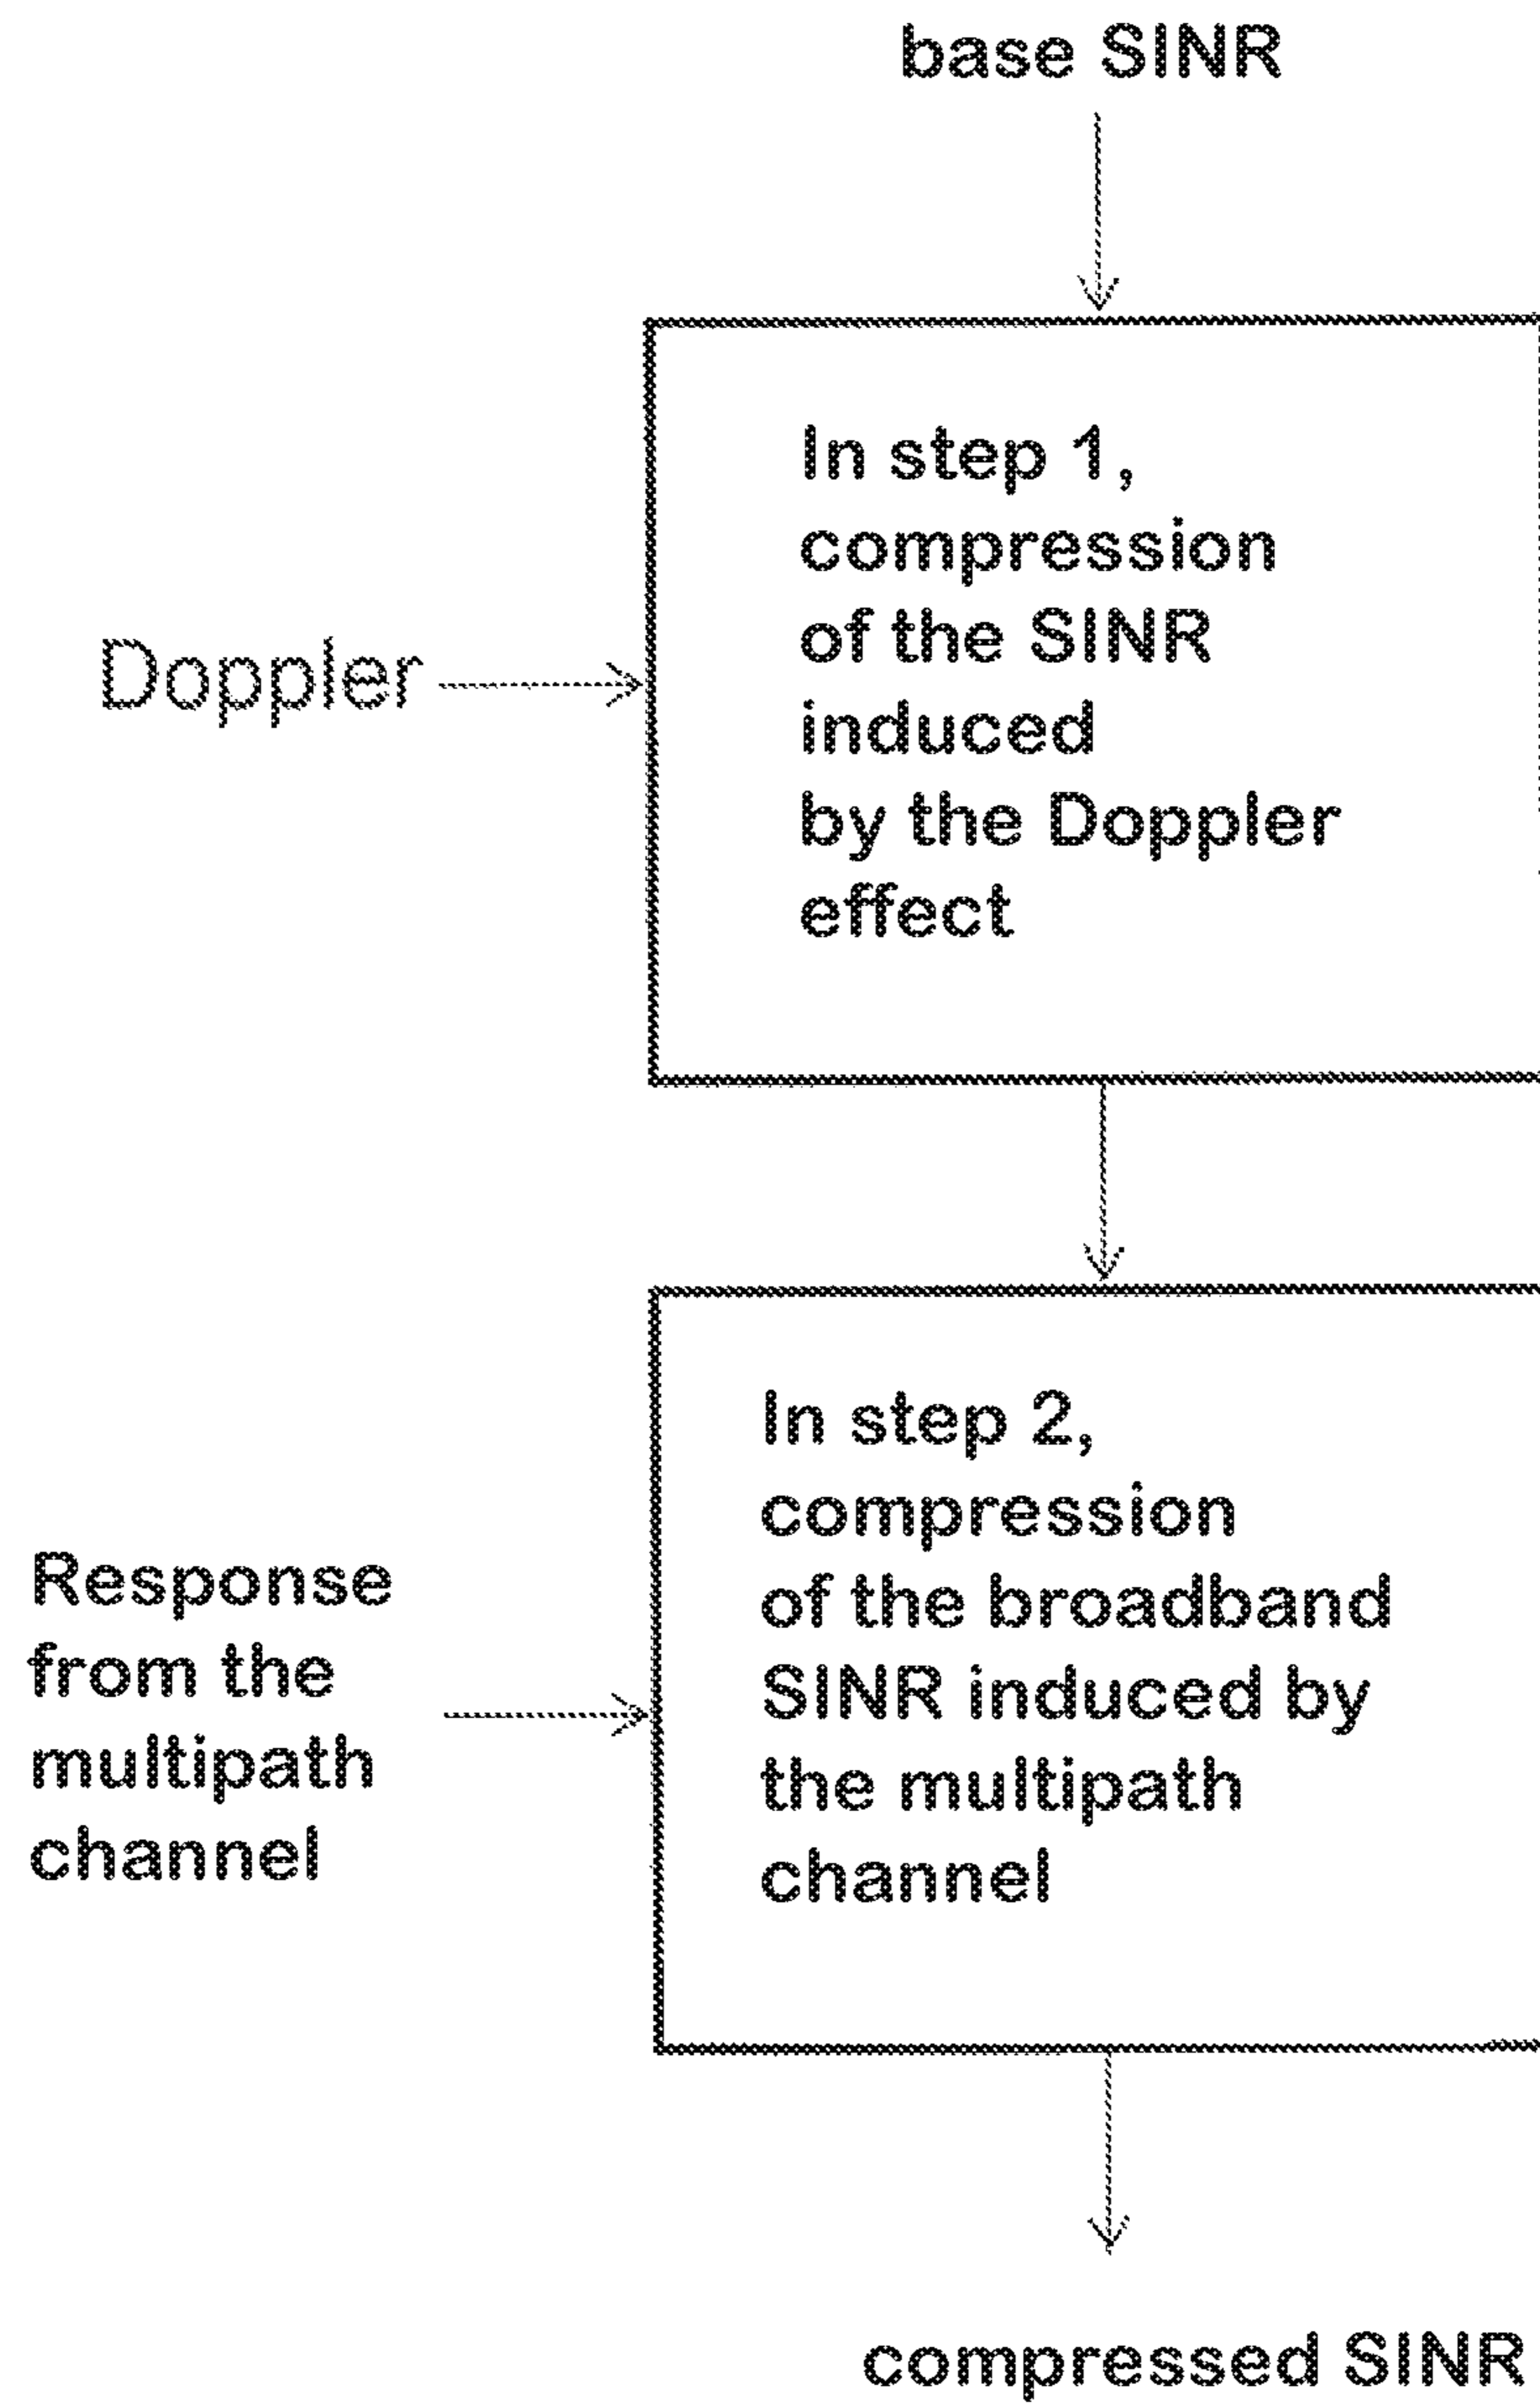 base SINR
In step 1,
compression
of the SINR
induced
by the Doppler
effect
Doppler
In step 2,
compression
of the broadband
SINR induced by
the multipath
channel
Response
from the
multipath
channel
compressed SINR